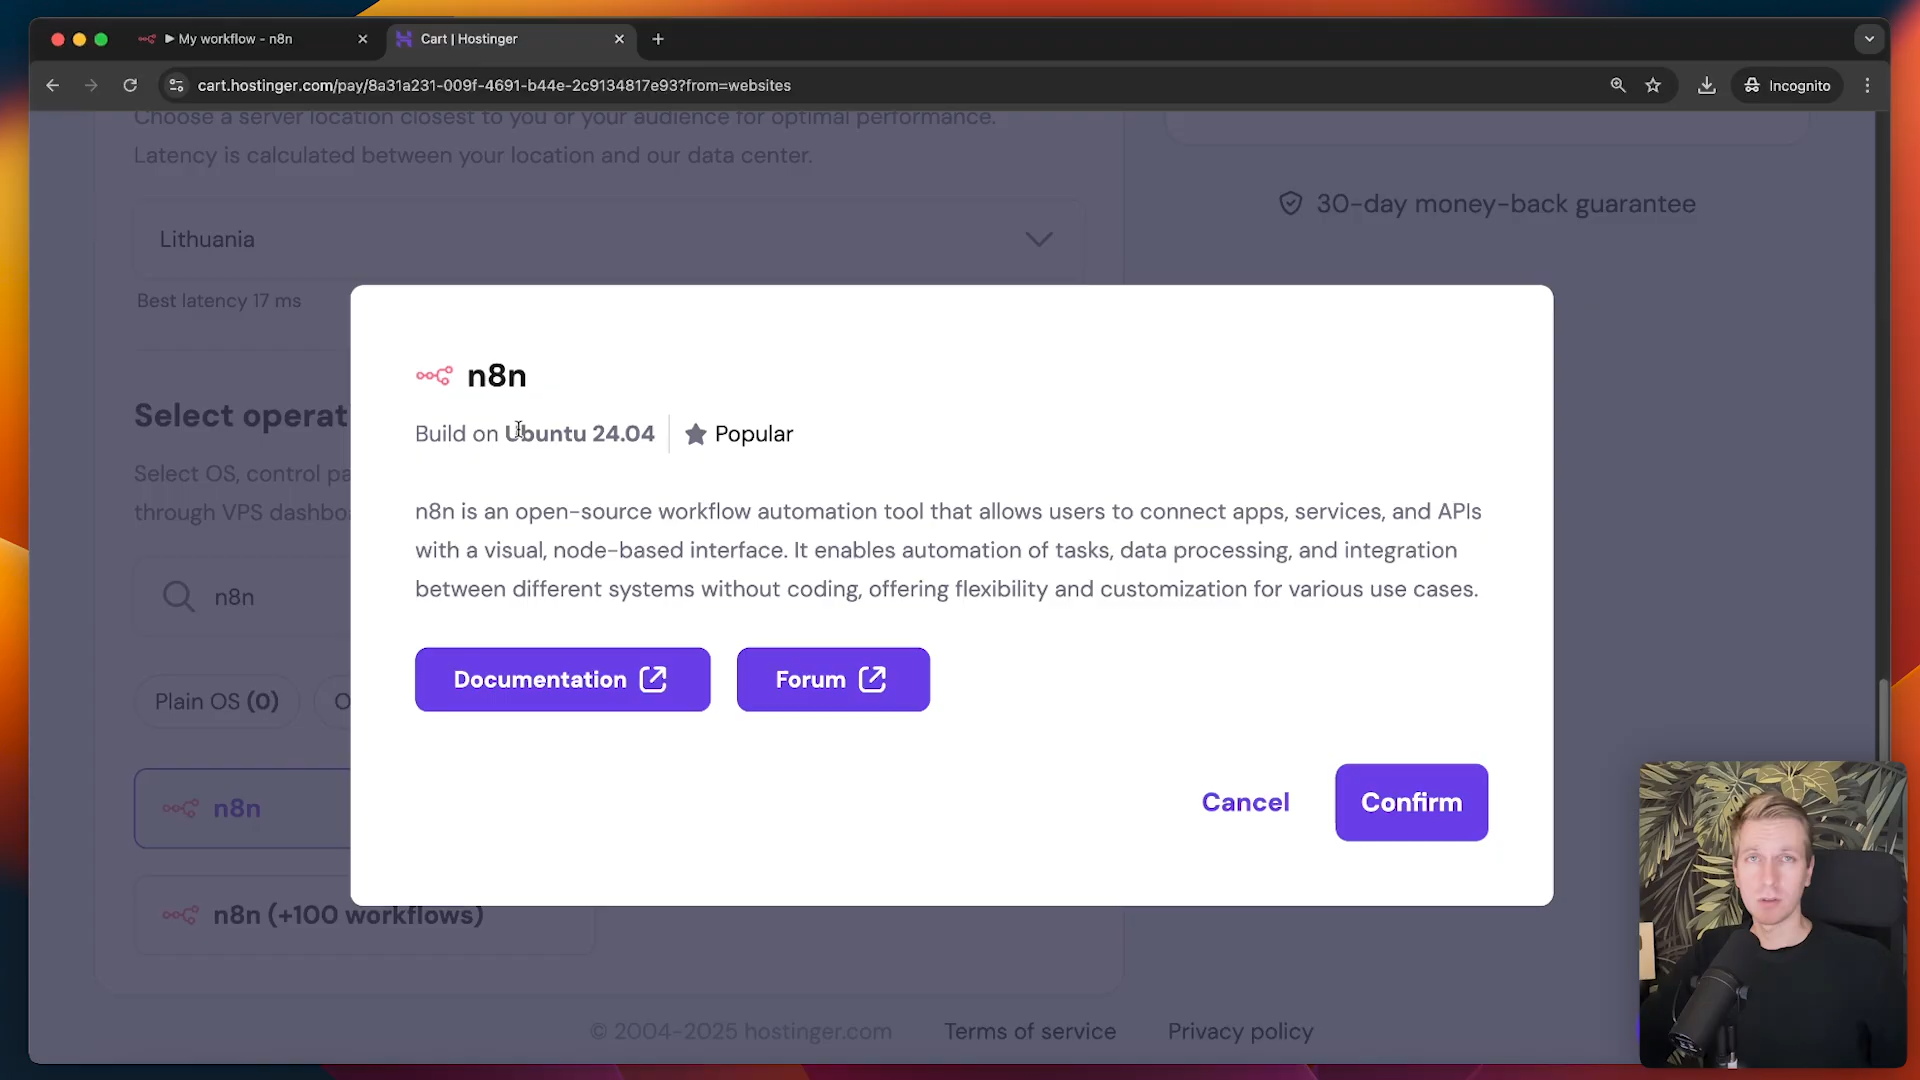 My workflow - n8n
Cart | Hostinger
cart.hostinger.com/pay/8a31a231-009f-4691-b44e-2c9134817e93?from=websites
Incognito
Choose a server location closest to you or your audience for optimal performance.
Latency is calculated between your location and our data center.
30-day money-back guarantee
Lithuania
Best latency 17 ms
n8n
Build on Ubuntu 24.04
Popular
Select operat
Select OS, control pa
through VPS dashboa
n8n is an open-source workflow automation tool that allows users to connect apps, services, and APIs
with a visual, node-based interface. It enables automation of tasks, data processing, and integration
between different systems without coding, offering flexibility and customization for various use cases.
n8n
Documentation
Forum
Plain OS (0)
O
n8n
Cancel
Confirm
n8n (+100 workflows)
© 2004-2025 hostinger.com
Terms of service
Privacy policy